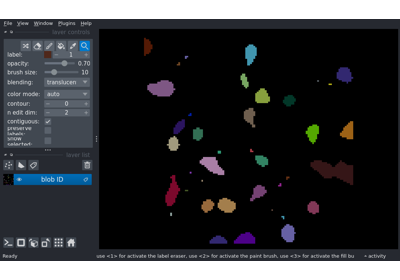 File View Window Plugins Help
layer controls
label: 1
opacity: 0.70
brush size: 10
blending: translucent
color mode: auto
contour: 0
n edit dim: 2
contiguous:
preserve labels:
show selected:
layer list
blob ID
Ready use <1> for activate the label eraser, use <2> for activate the paint brush, use <3> for activate the fill bu activity